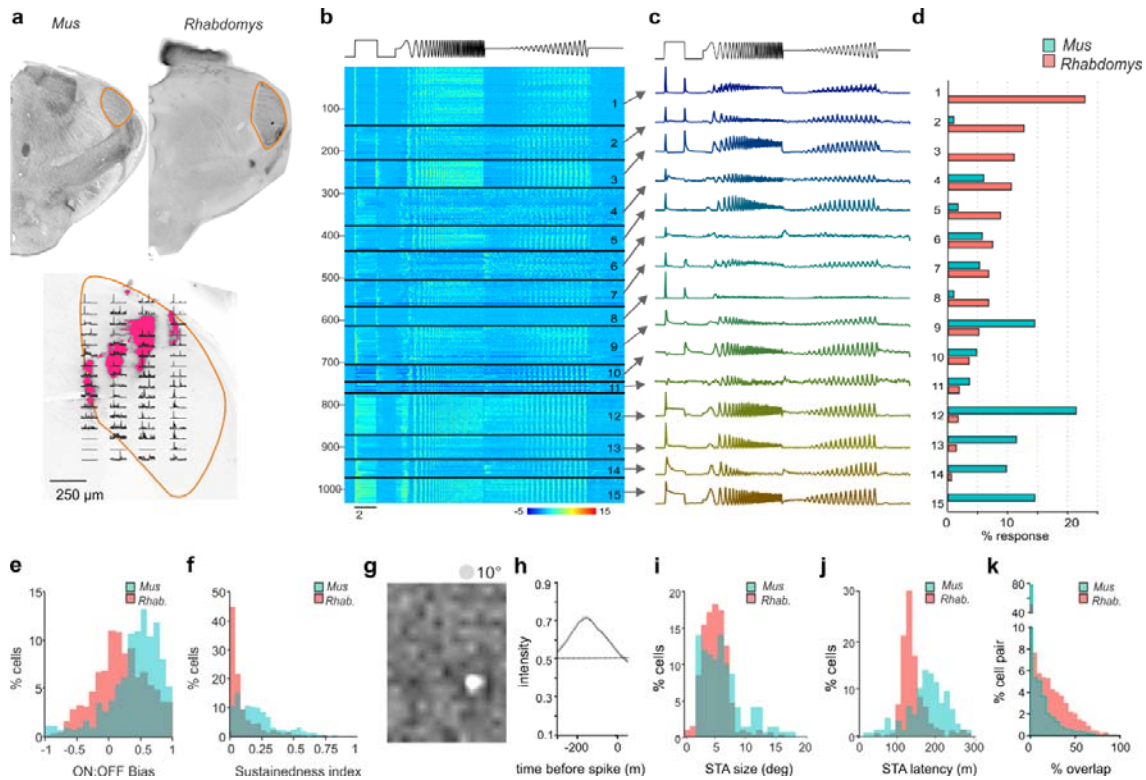 a
Mus
Rhabdomys
250 µm
b
100
200
300
400
500
600
700
800
900
1000
1
2
3
4
5
6
7
8
9
10
11
12
13
14
15
2
-5
15
c
d
Mus
Rhabdomys
1
2
3
4
5
6
7
8
9
10
11
12
13
14
15
0 10 20
% response
e
Mus
Rhab.
% cells
15
10
5
0
-1 -0.5 0 0.5 1
ON:OFF Bias
f
Mus
Rhab.
% cells
50
40
30
20
10
0
0 0.25 0.5 0.75 1
Sustainedness index
g
10°
h
intensity
0.9
0.7
0.5
0.3
0.1
-300 0
time before spike (m)
i
Mus
Rhab.
% cells
20
15
10
5
0
0 5 10 15 20
STA size (deg)
j
Mus
Rhab.
% cells
30
20
10
0
0 100 200 300
STA latency (m)
k
Mus
Rhab.
% cell pair
80
40
10
8
6
4
2
0
0 50 100
% overlap